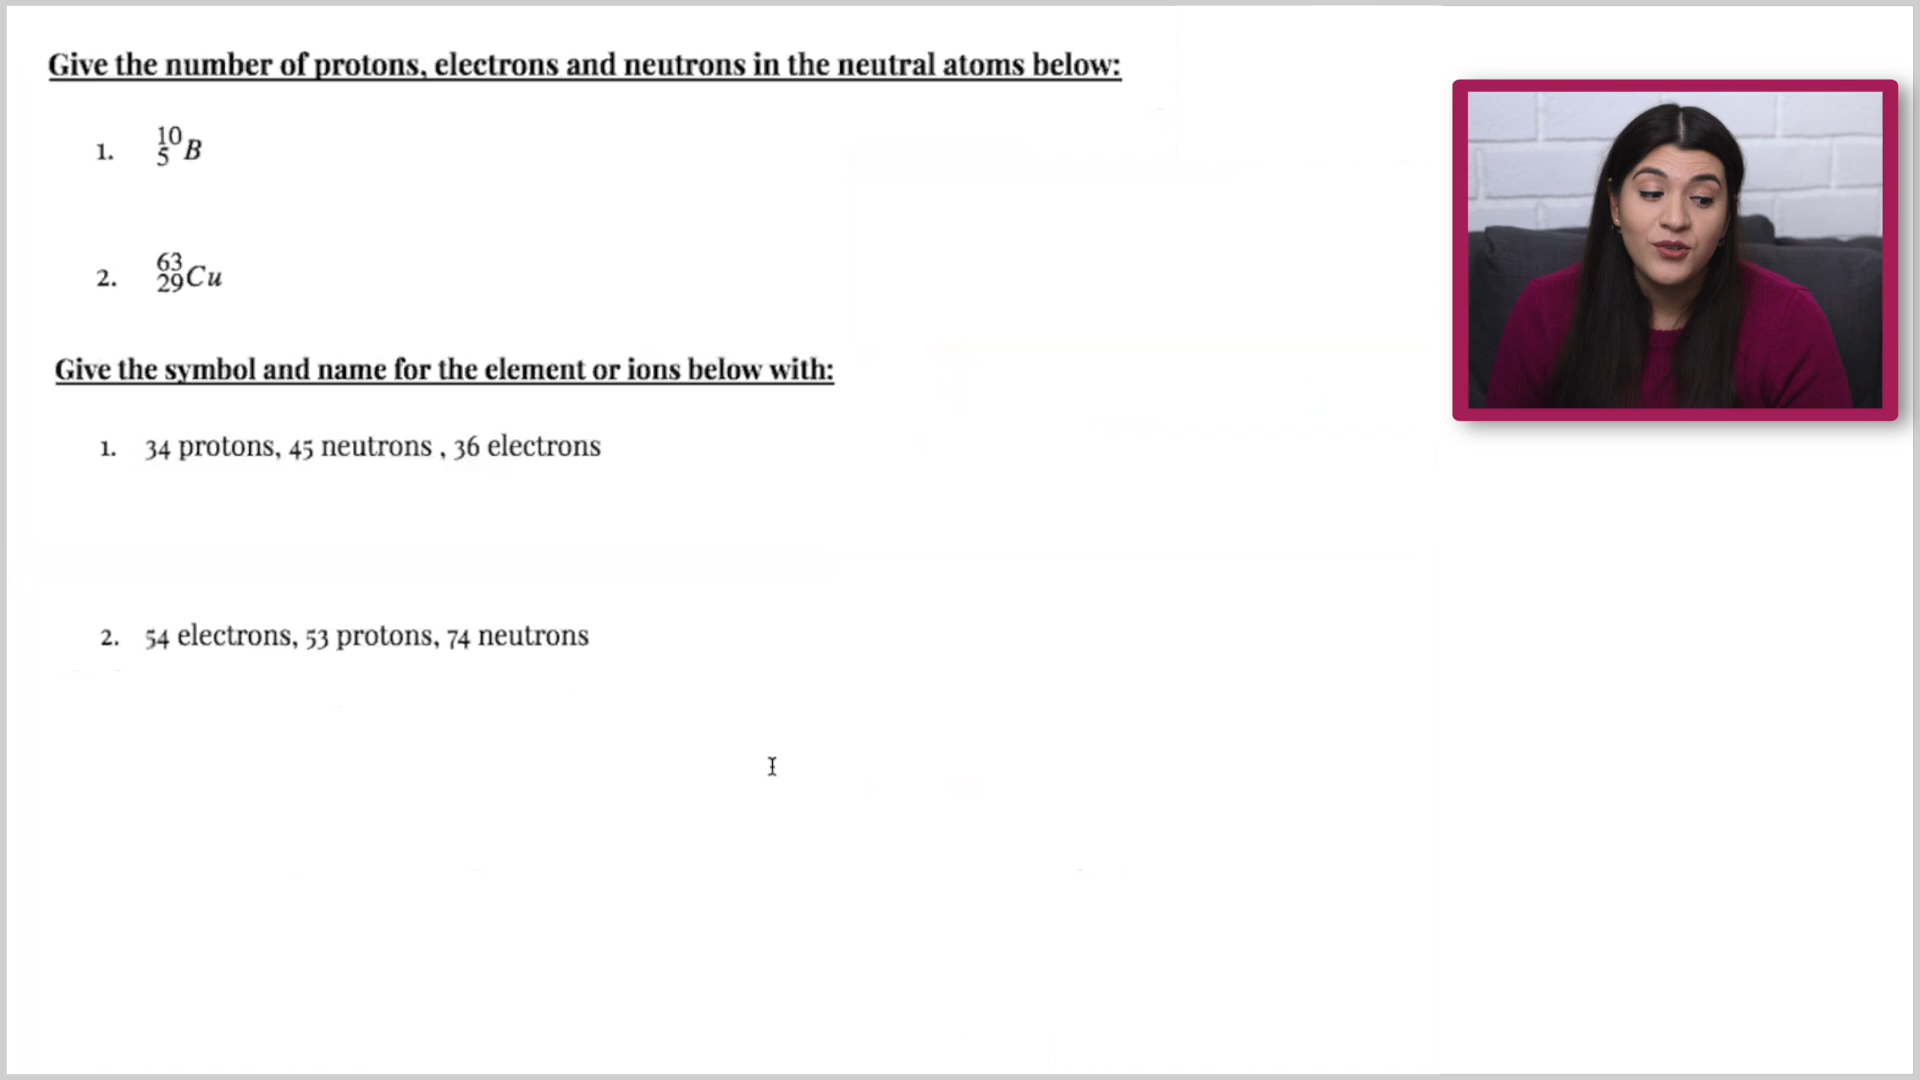 Give the number of protons, electrons and neutrons in the neutral atoms below:
1. ¹⁰₅B
2. ⁶³₂₉Cu
Give the symbol and name for the element or ions below with:
1. 34 protons, 45 neutrons , 36 electrons
2. 54 electrons, 53 protons, 74 neutrons